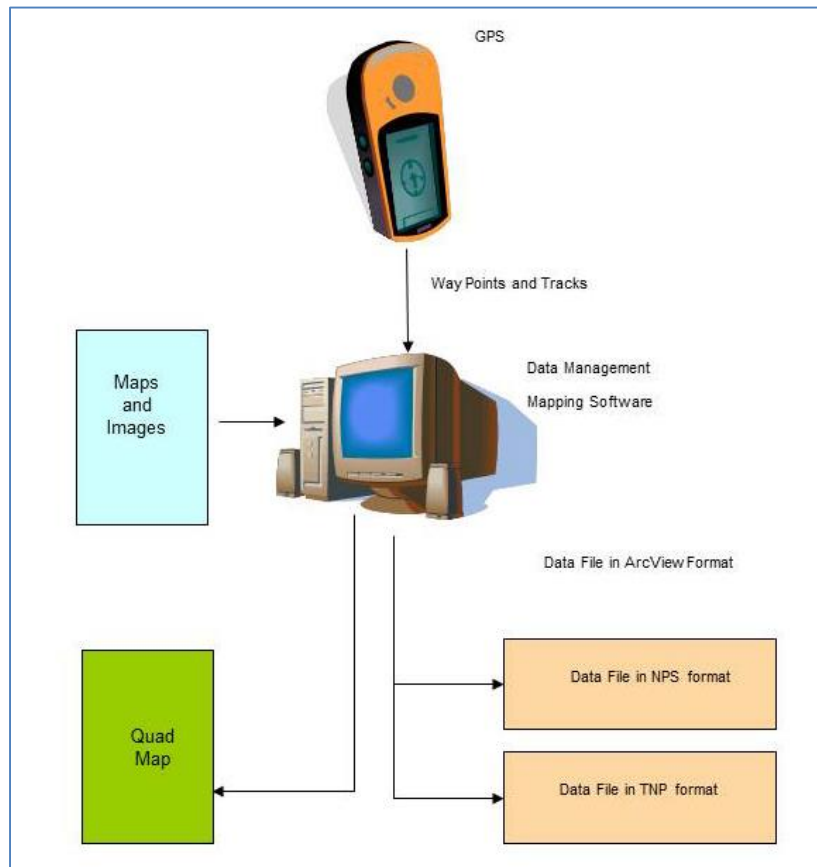 GPS
Way Points and Tracks
Maps
and
Images
Data Management
Mapping Software
Data File in ArcView Format
Data File in NPS format
Quad
Map
Data File in TNP format